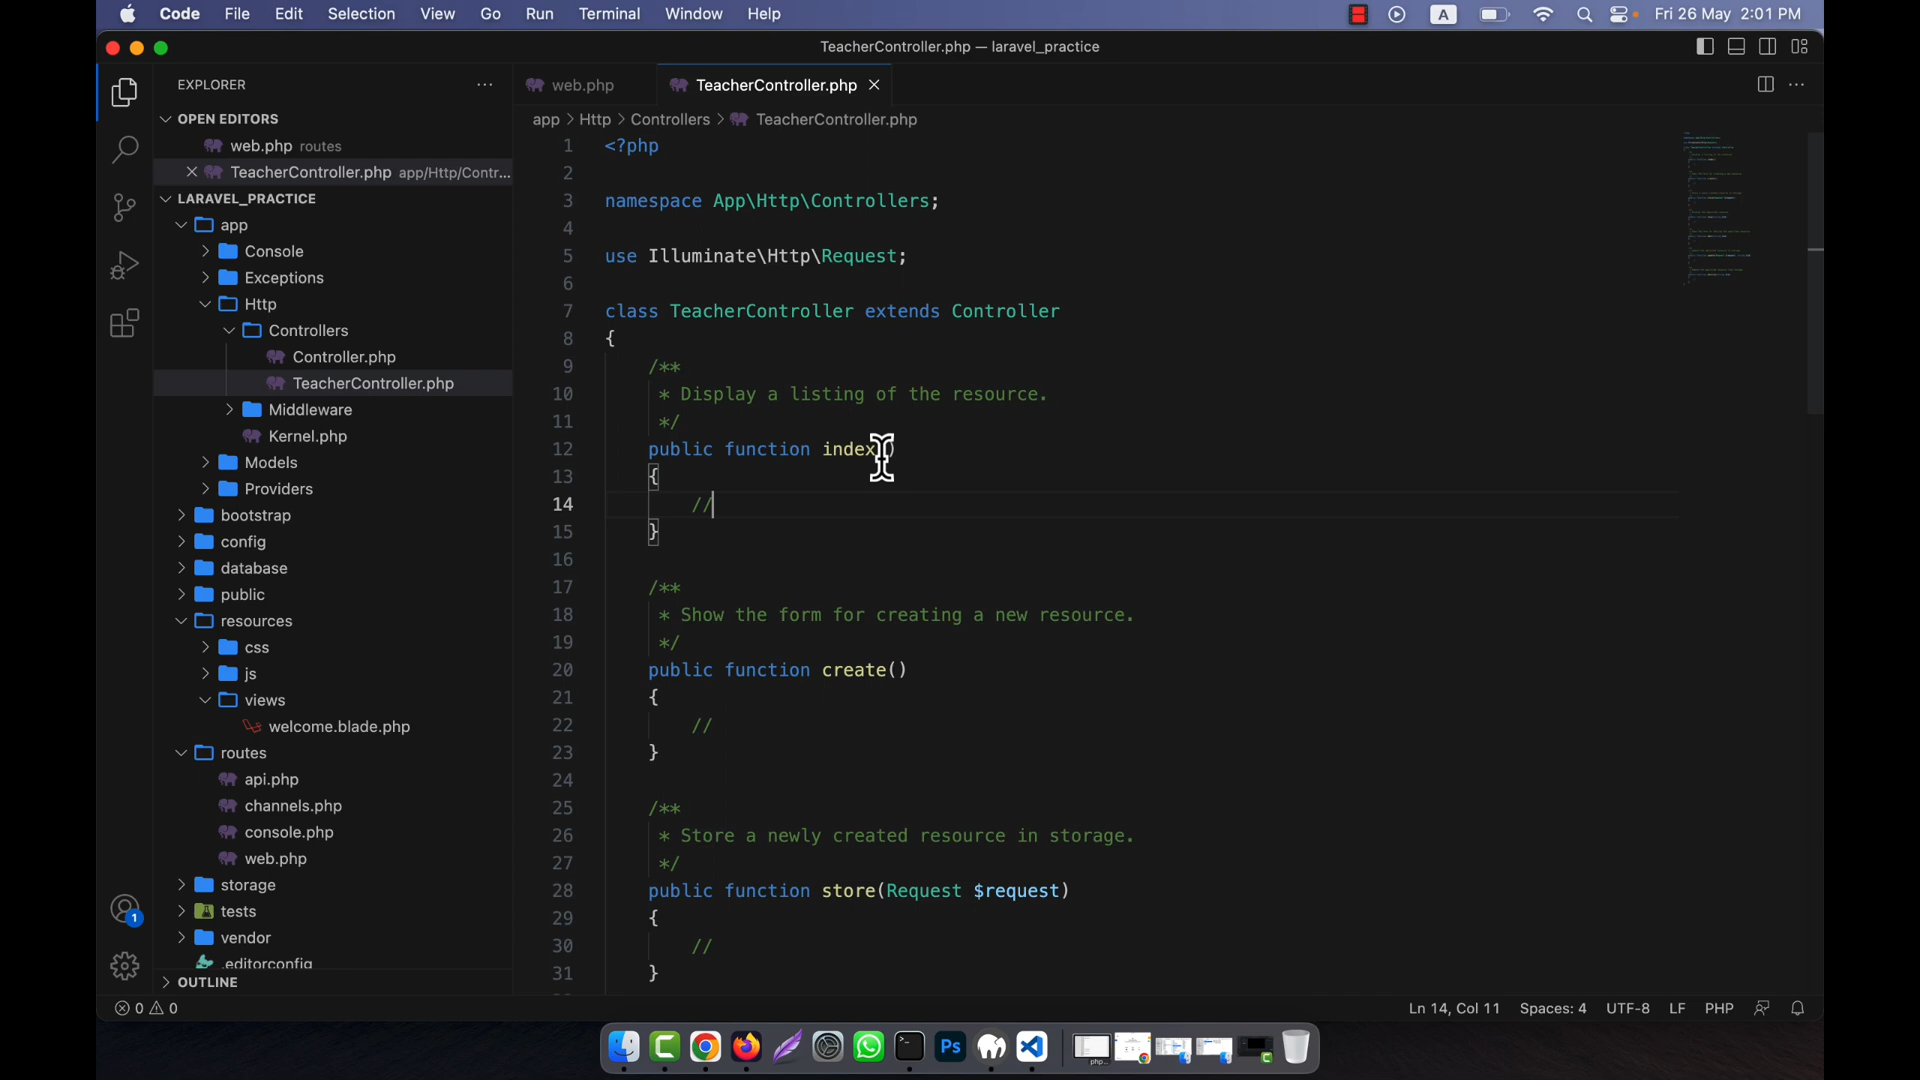 Code File Edit Selection View Go Run Terminal Window Help A Fri 26 May 2:01 PM
TeacherController.php — laravel_practice
EXPLORER
OPEN EDITORS
web.php routes
TeacherController.php app/Http/Contr...
LARAVEL_PRACTICE
app
Console
Exceptions
Http
Controllers
Controller.php
TeacherController.php
Middleware
Kernel.php
Models
Providers
bootstrap
config
database
public
resources
css
js
views
welcome.blade.php
routes
api.php
channels.php
console.php
web.php
storage
tests
vendor
.editorconfig
OUTLINE
1
web.php TeacherController.php
app > Http > Controllers > TeacherController.php
1 <?php
2
3 namespace App\Http\Controllers;
4
5 use Illuminate\Http\Request;
6
7 class TeacherController extends Controller
8 {
9 /**
10 * Display a listing of the resource.
11 */
12 public function index()
13 {
14 //
15 }
16
17 /**
18 * Show the form for creating a new resource.
19 */
20 public function create()
21 {
22 //
23 }
24
25 /**
26 * Store a newly created resource in storage.
27 */
28 public function store(Request $request)
29 {
30 //
31 }
0 0 Ln 14, Col 11 Spaces: 4 UTF-8 LF PHP
Ps